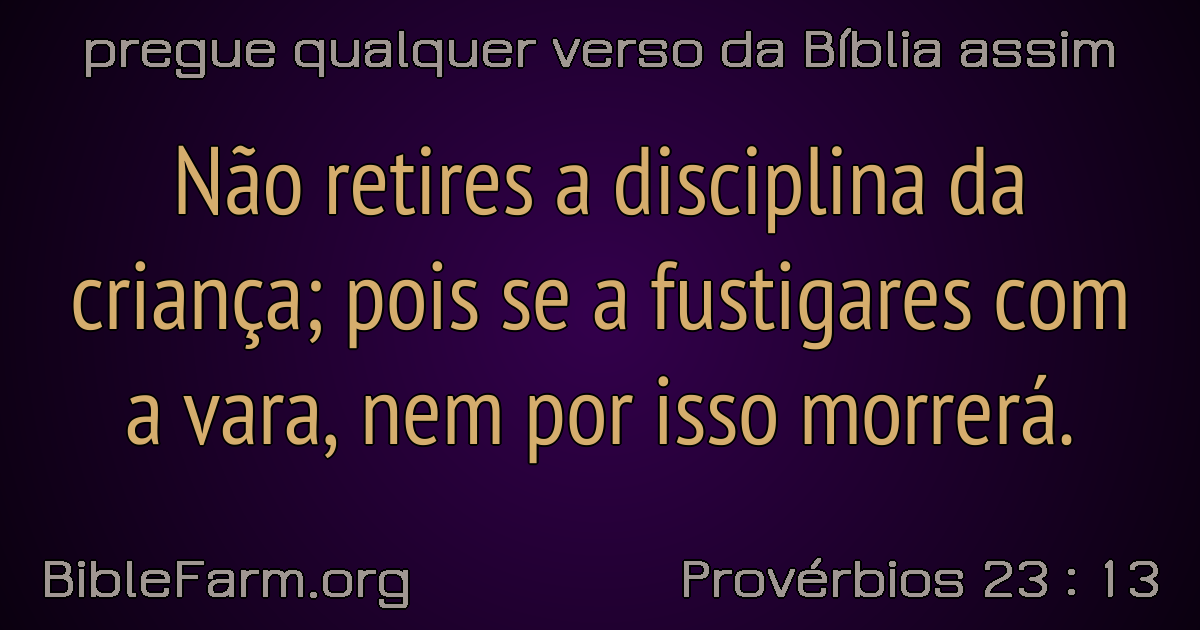 pregue qualquer verso da Bíblia assim
Não retires a disciplina da
criança; pois se a fustigares com
a vara, nem por isso morrerá.
BibleFarm.org
Provérbios 23 : 13